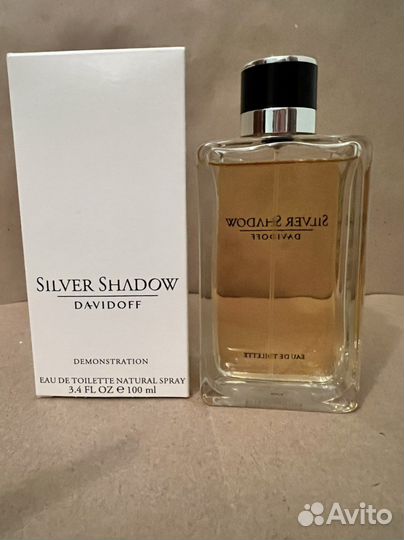 SILVER SHADOW
DAVIDOFF
DEMONSTRATION
EAU DE TOILETTE NATURAL SPRAY
3.4 FL OZ ℮ 100 ml
SILVER SHADOW
DAVIDOFF
EAU DE TOILETTE
Avito